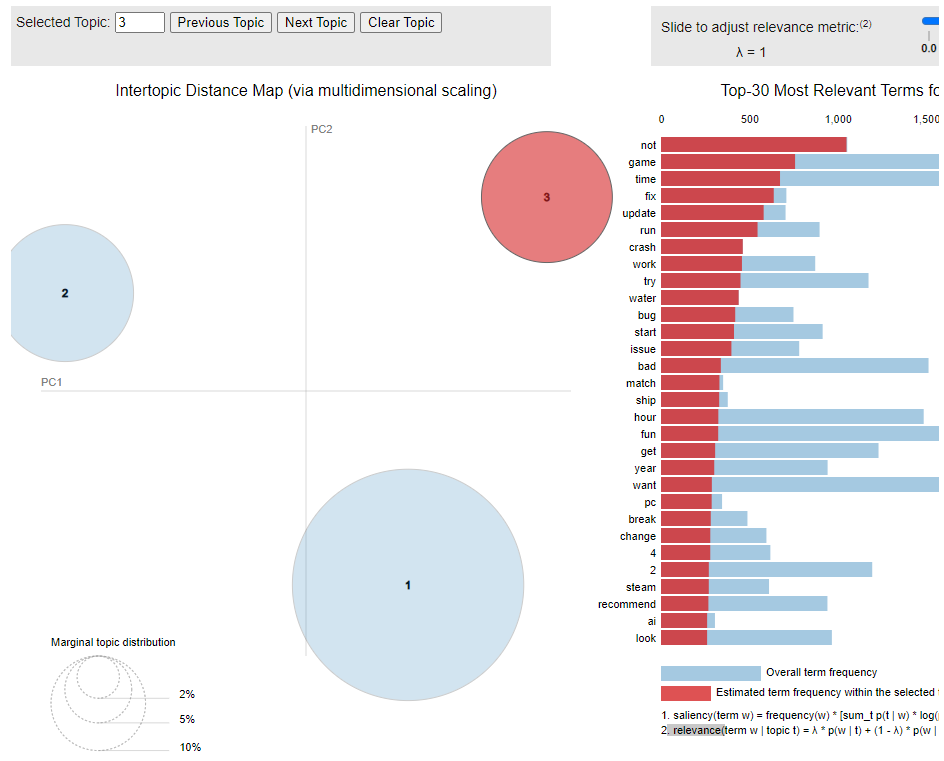 Selected Topic: 3 Previous Topic Next Topic Clear Topic
Slide to adjust relevance metric:(2)
λ = 1
0.0
Intertopic Distance Map (via multidimensional scaling)
PC2
PC1
2
3
1
Marginal topic distribution
2%
5%
10%
Top-30 Most Relevant Terms fo
0 500 1,000 1,500
not
game
time
fix
update
run
crash
work
try
water
bug
start
issue
bad
match
ship
hour
fun
get
year
want
pc
break
change
4
2
steam
recommend
ai
look
Overall term frequency
Estimated term frequency within the selected
1. saliency(term w) = frequency(w) * [sum_t p(t | w) * log(
2. relevance(term w | topic t) = λ * p(w | t) + (1 - λ) * p(w |